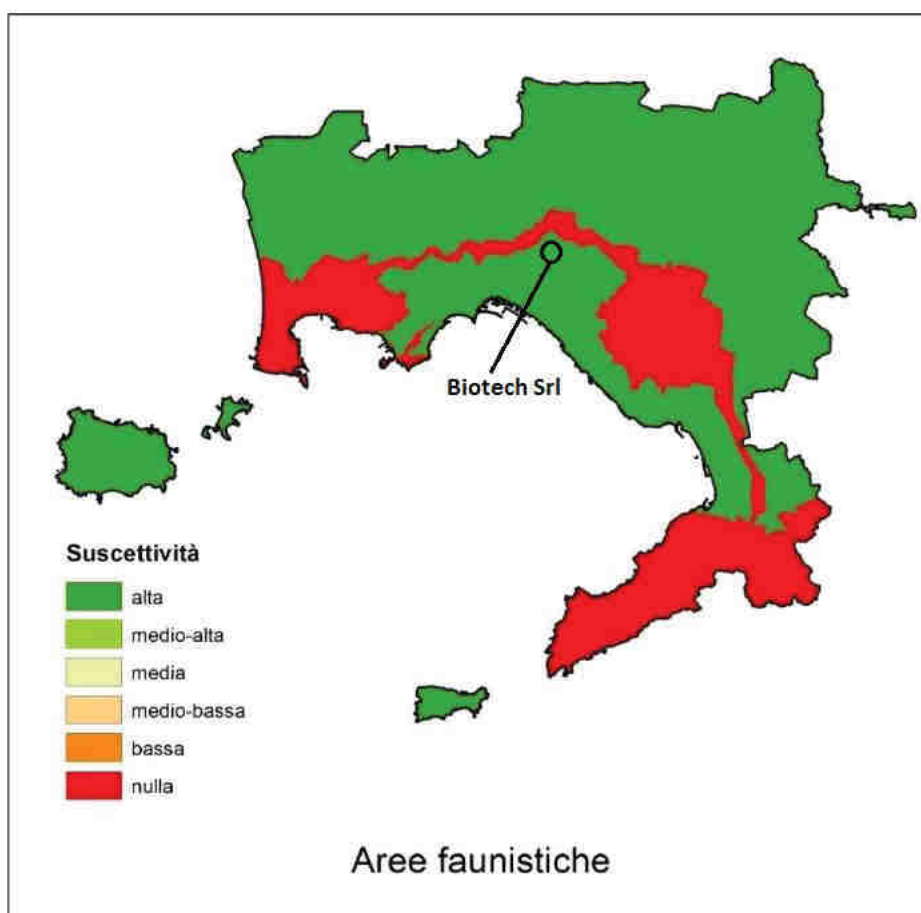 Biotech Srl
Suscettività
alta
medio-alta
media
medio-bassa
bassa
nulla
Aree faunistiche